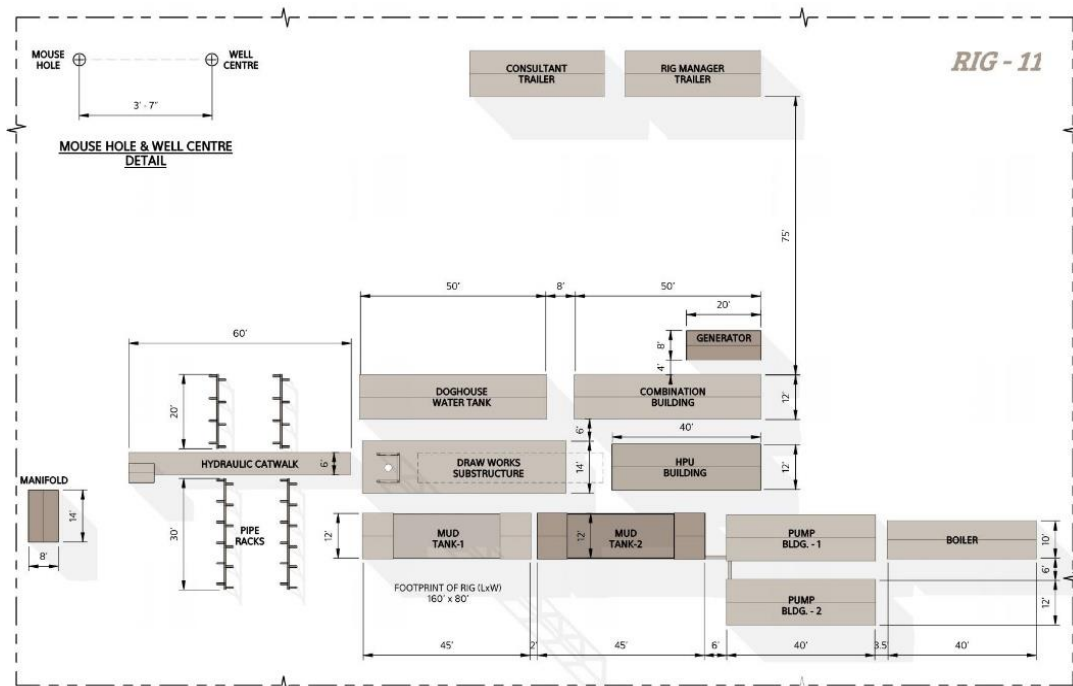 MOUSE
HOLE
WELL
CENTRE
3' - 7"
MOUSE HOLE & WELL CENTRE
DETAIL
CONSULTANT
TRAILER
RIG MANAGER
TRAILER
RIG - 11
75'
50'
8'
50'
20'
60'
GENERATOR
8'
4'
DOGHOUSE
WATER TANK
COMBINATION
BUILDING
12'
20'
6'
40'
HYDRAULIC CATWALK
6'
DRAW WORKS
SUBSTRUCTURE
14'
HPU
BUILDING
12'
MANIFOLD
14'
8'
30'
PIPE
RACKS
12'
MUD
TANK-1
12'
MUD
TANK-2
PUMP
BLDG. - 1
BOILER
10'
6'
FOOTPRINT OF RIG (LxW)
160' x 80'
PUMP
BLDG. - 2
12'
45'
2'
45'
6'
40'
3.5'
40'